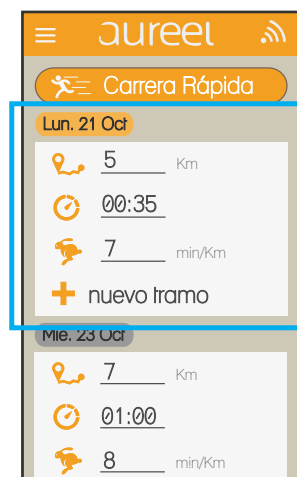 aureel
Carrera Rápida
Lun. 21 Oct
5 Km
00:35
7 min/Km
nuevo tramo
Mie. 23 Oct
7 Km
01:00
8 min/Km